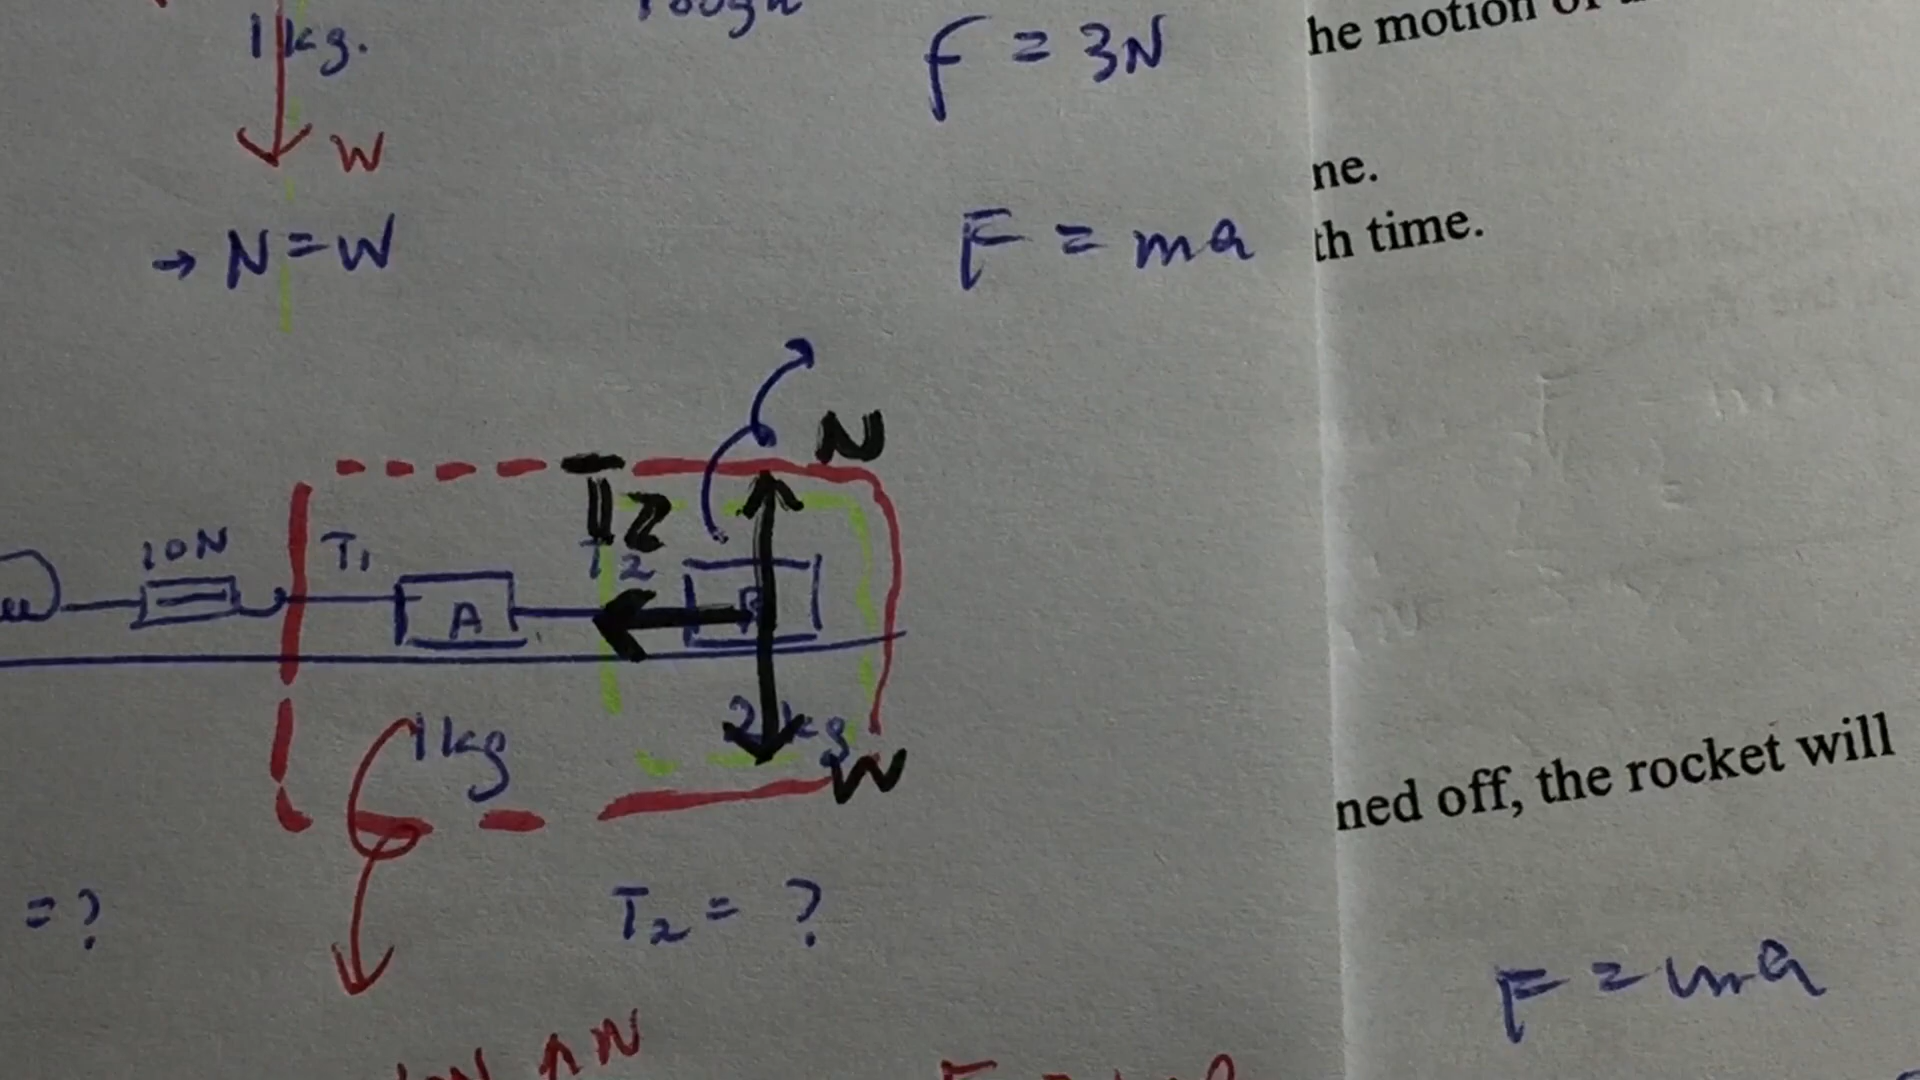 1kg.
f = 3N
he motion of
W
ne.
→ N = W
F = ma
th time.
N
T2
10N
T1
T2
A
B
1kg
2kg
W
ned off, the rocket will
= ?
T2 = ?
F = ma
N